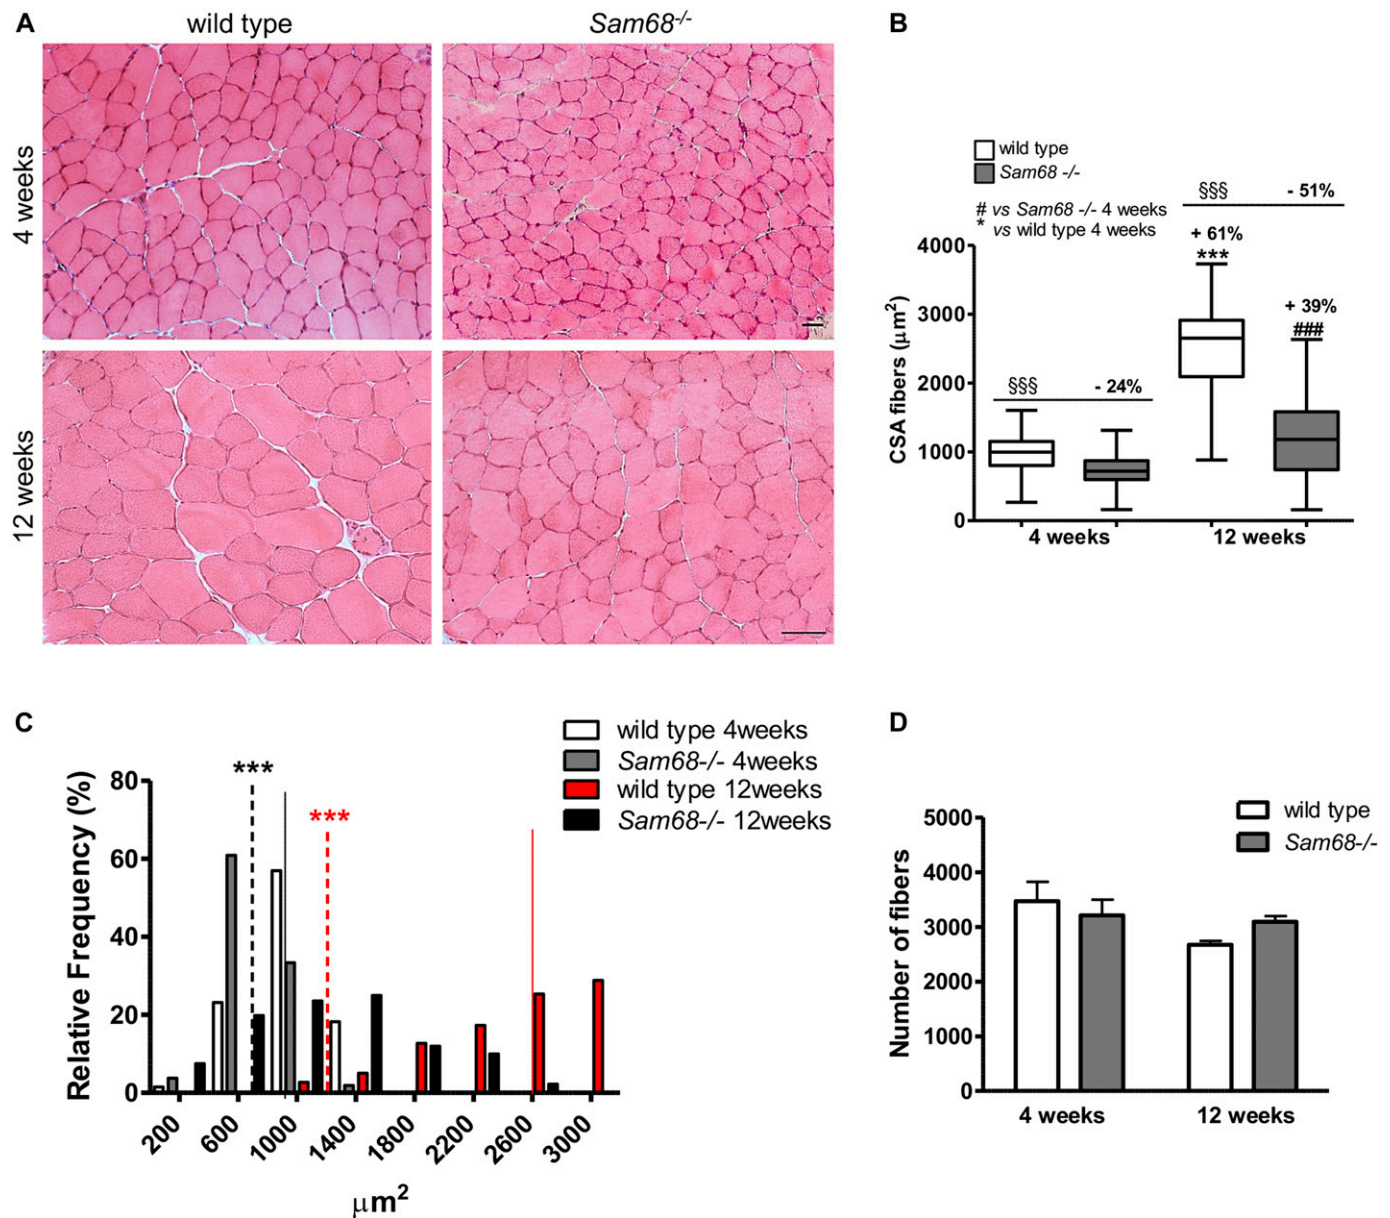 A
wild type
Sam68-/-
4 weeks
12 weeks
B
wild type
Sam68 -/-
# vs Sam68 -/- 4 weeks
* vs wild type 4 weeks
§§§
- 51%
+ 61%
***
+ 39%
###
§§§
- 24%
CSA fibers (μm²)
4000
3000
2000
1000
0
4 weeks
12 weeks
C
wild type 4weeks
Sam68-/- 4weeks
wild type 12weeks
Sam68-/- 12weeks
***
***
Relative Frequency (%)
80
60
40
20
0
200
600
1000
1400
1800
2200
2600
3000
μm²
D
wild type
Sam68-/-
Number of fibers
5000
4000
3000
2000
1000
0
4 weeks
12 weeks